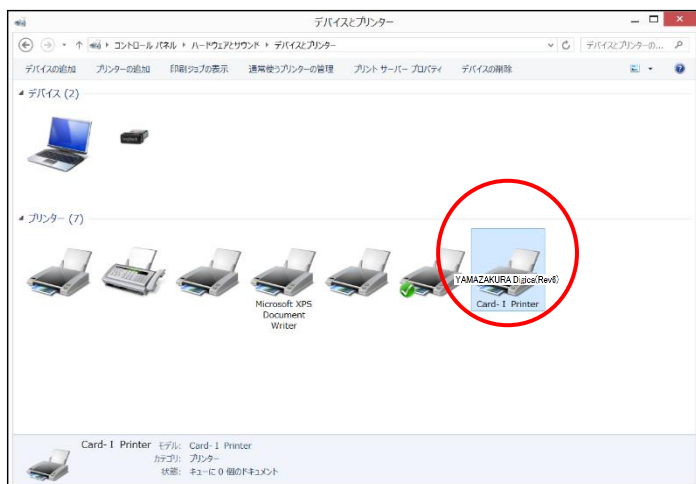 デバイスとプリンター
コントロール パネル ▸ ハードウェアとサウンド ▸ デバイスとプリンター
デバイスとプリンターの...
デバイスの追加 プリンターの追加 印刷ジョブの表示 通常使うプリンターの管理 プリント サーバー プロパティ デバイスの削除
デバイス (2)
プリンター (7)
YAMAZAKURA Digica(Rev6)
Microsoft XPS
Document
Writer
Card-I Printer
Card-I Printer モデル: Card-I Printer
カテゴリ: プリンター
状態: キューに 0 個のドキュメント